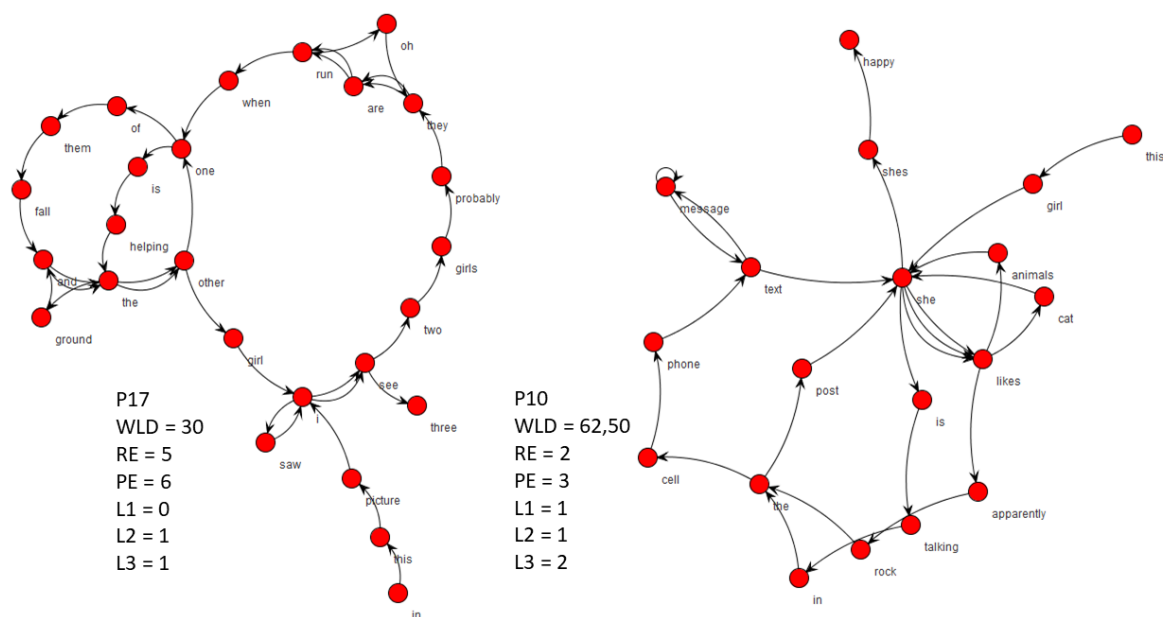 oh
run
when
are
they
of
them
one
is
fall
probably
helping
girls
and
the
other
two
ground
girl
see
i
three
saw
picture
this
in
P17
WLD = 30
RE = 5
PE = 6
L1 = 0
L2 = 1
L3 = 1
happy
this
shes
girl
message
animals
text
she
cat
phone
post
likes
is
cell
the
apparently
talking
rock
in
P10
WLD = 62,50
RE = 2
PE = 3
L1 = 1
L2 = 1
L3 = 2